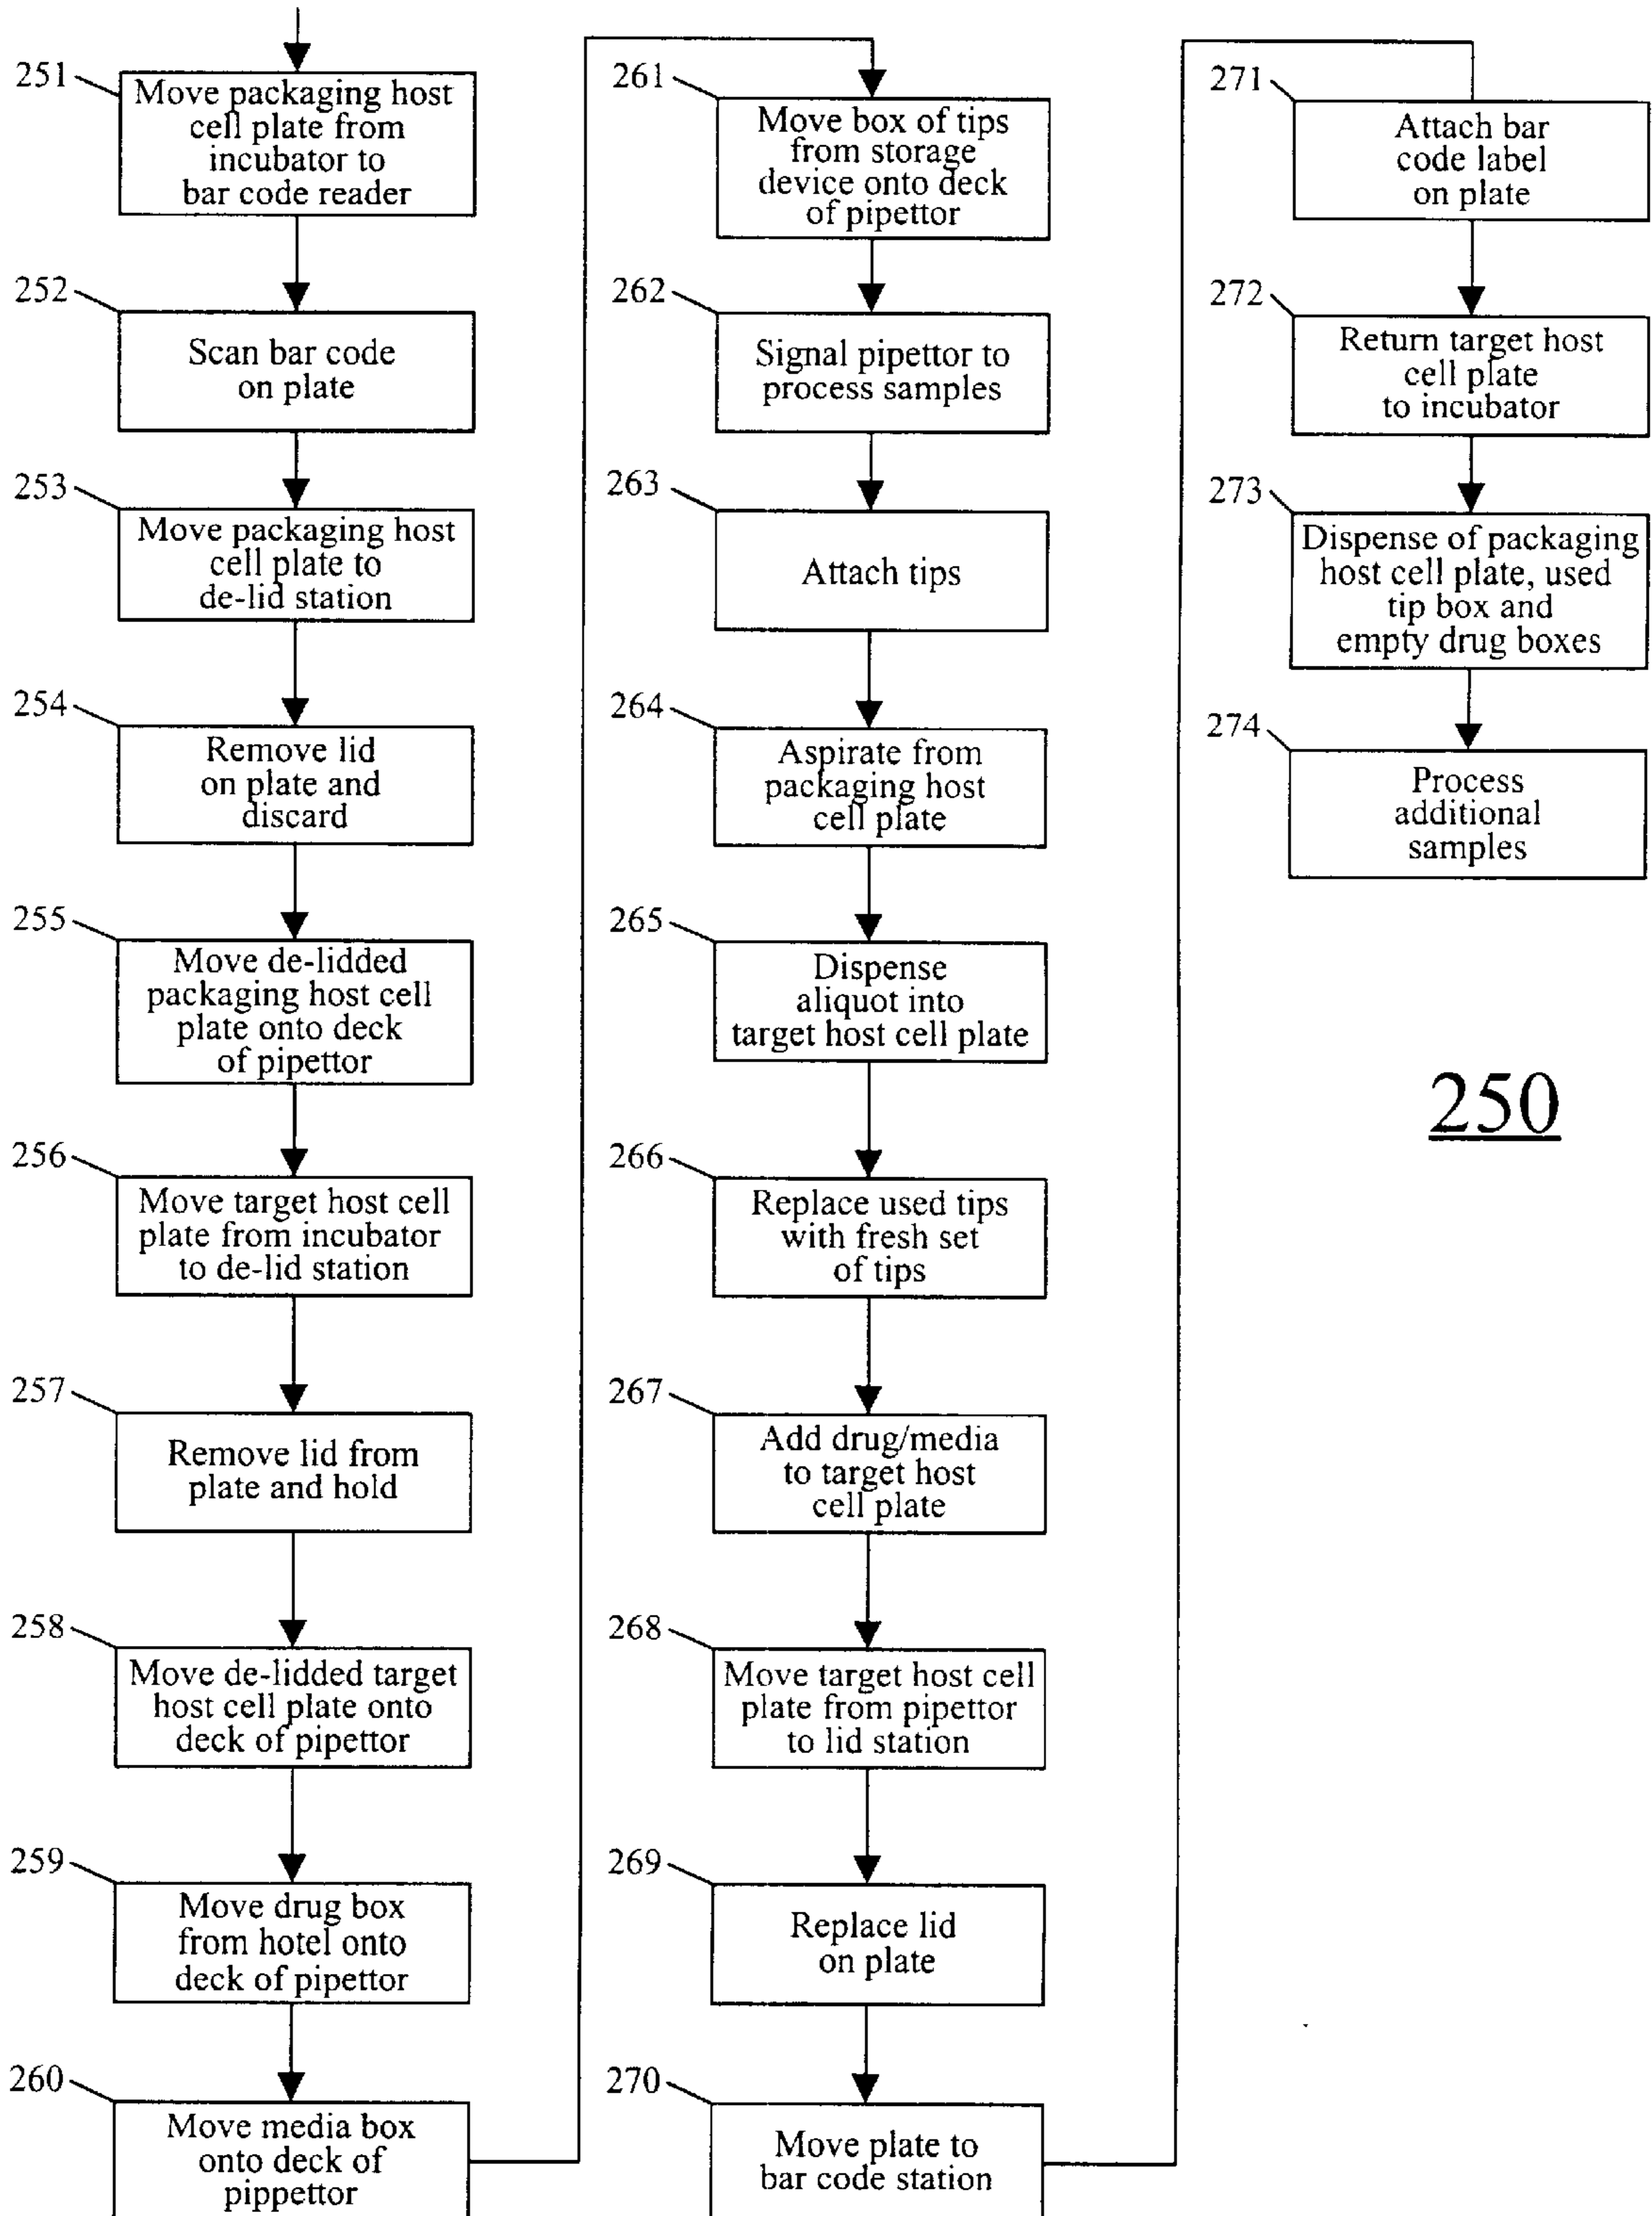 251
Move packaging host
cell plate from
incubator to
bar code reader
252
Scan bar code
on plate
253
Move packaging host
cell plate to
de-lid station
254
Remove lid
on plate and
discard
255
Move de-lidded
packaging host cell
plate onto deck
of pipettor
256
Move target host cell
plate from incubator
to de-lid station
257
Remove lid from
plate and hold
258
Move de-lidded target
host cell plate onto
deck of pipettor
259
Move drug box
from hotel onto
deck of pipettor
260
Move media box
onto deck of
pippettor
261
Move box of tips
from storage
device onto deck
of pipettor
262
Signal pipettor to
process samples
263
Attach tips
264
Aspirate from
packaging host
cell plate
265
Dispense
aliquot into
target host cell plate
266
Replace used tips
with fresh set
of tips
267
Add drug/media
to target host
cell plate
268
Move target host cell
plate from pipettor
to lid station
269
Replace lid
on plate
270
Move plate to
bar code station
271
Attach bar
code label
on plate
272
Return target host
cell plate
to incubator
273
Dispense of packaging
host cell plate, used
tip box and
empty drug boxes
274
Process
additional
samples
250